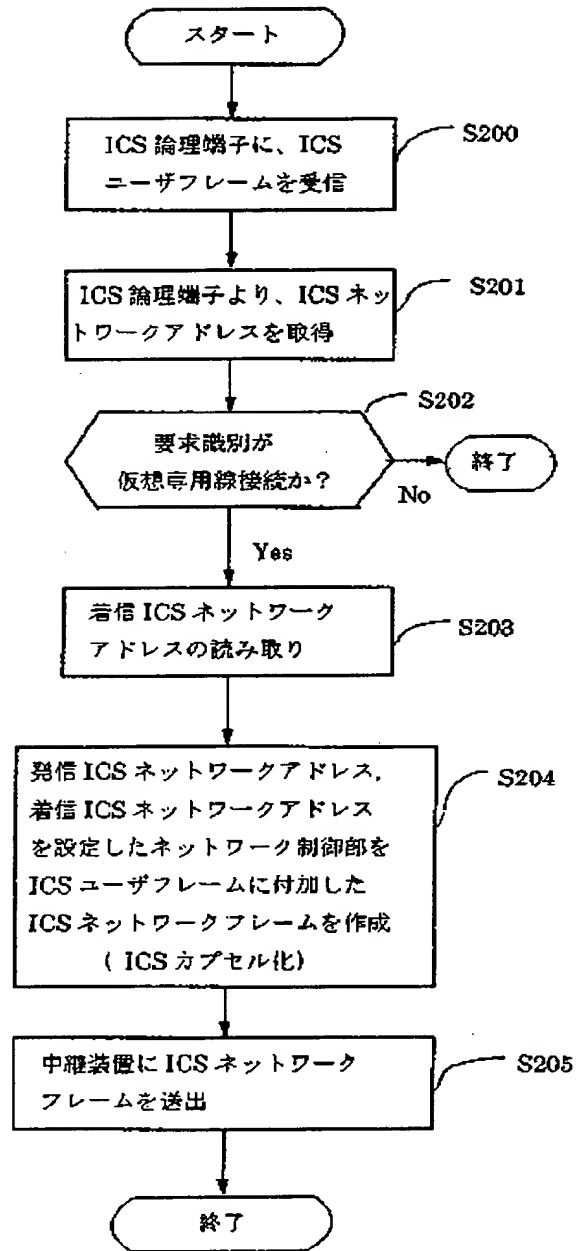 スタート
ICS 論理端子に、ICS
ユーザフレームを受信
S200
ICS 論理端子より、ICS ネッ
トワークアドレスを取得
S201
要求識別が
仮想専用線接続か？
S202
No
終了
Yes
着信 ICS ネットワーク
アドレスの読み取り
S203
発信 ICS ネットワークアドレス,
着信 ICS ネットワークアドレス
を設定したネットワーク制御部を
ICS ユーザフレームに付加した
ICS ネットワークフレームを作成
( ICS カプセル化)
S204
中継装置に ICS ネットワーク
フレームを送出
S205
終了